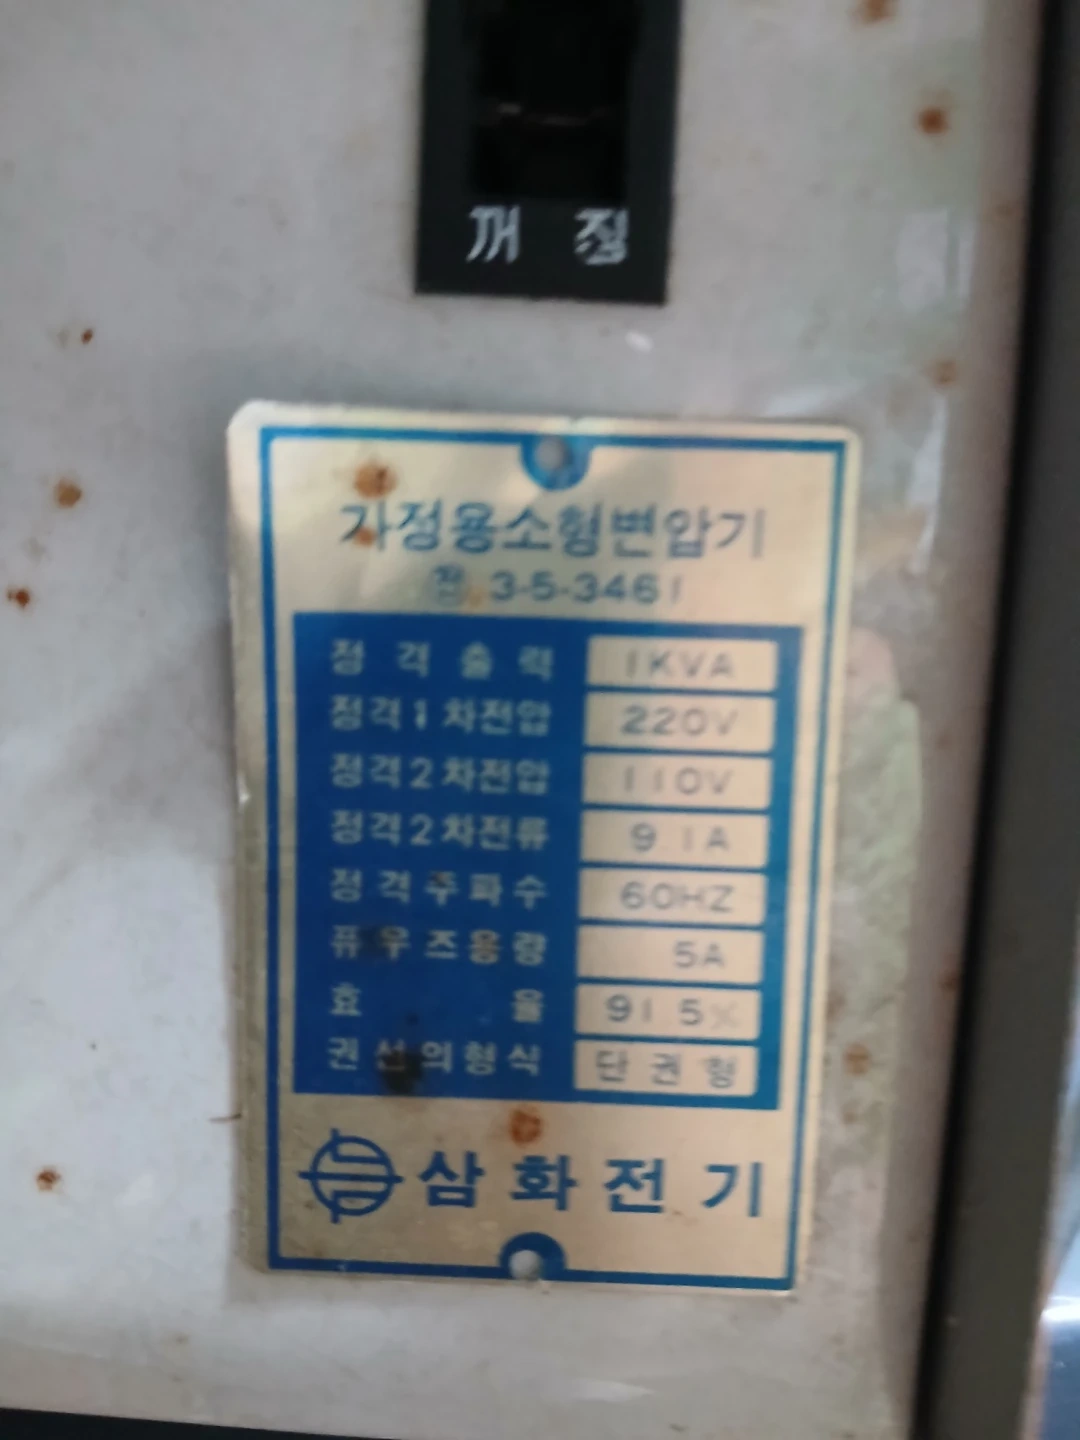 꺼 짐
가정용소형변압기
전 3-5-3461
정격출력 1KVA
정격1차전압 220V
정격2차전압 110V
정격2차전류 9 1A
정격주파수 60HZ
퓨우즈용량 5A
효율 91 5%
권선의형식 단권형
삼화전기